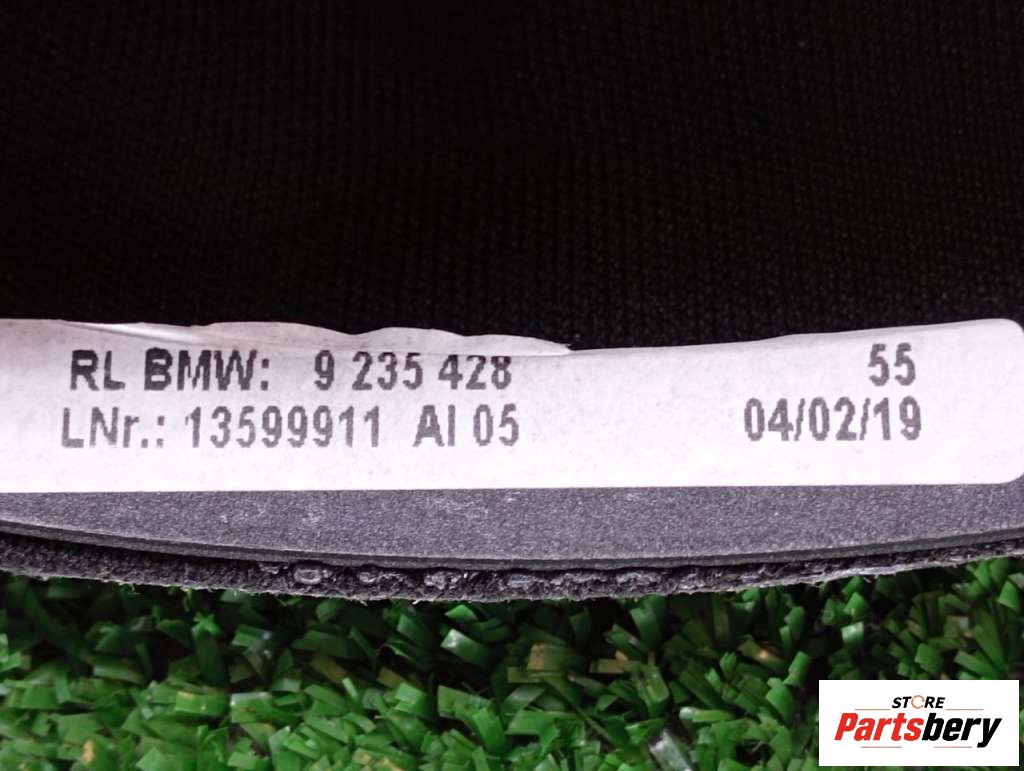 RL BMW: 9 235 428 55
LNr.: 13599911 AI 05 04/02/19
STORE
Partsbery